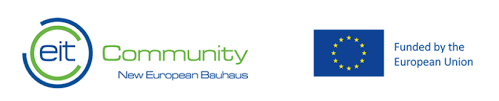 eit Community
New European Bauhaus
Funded by the
European Union